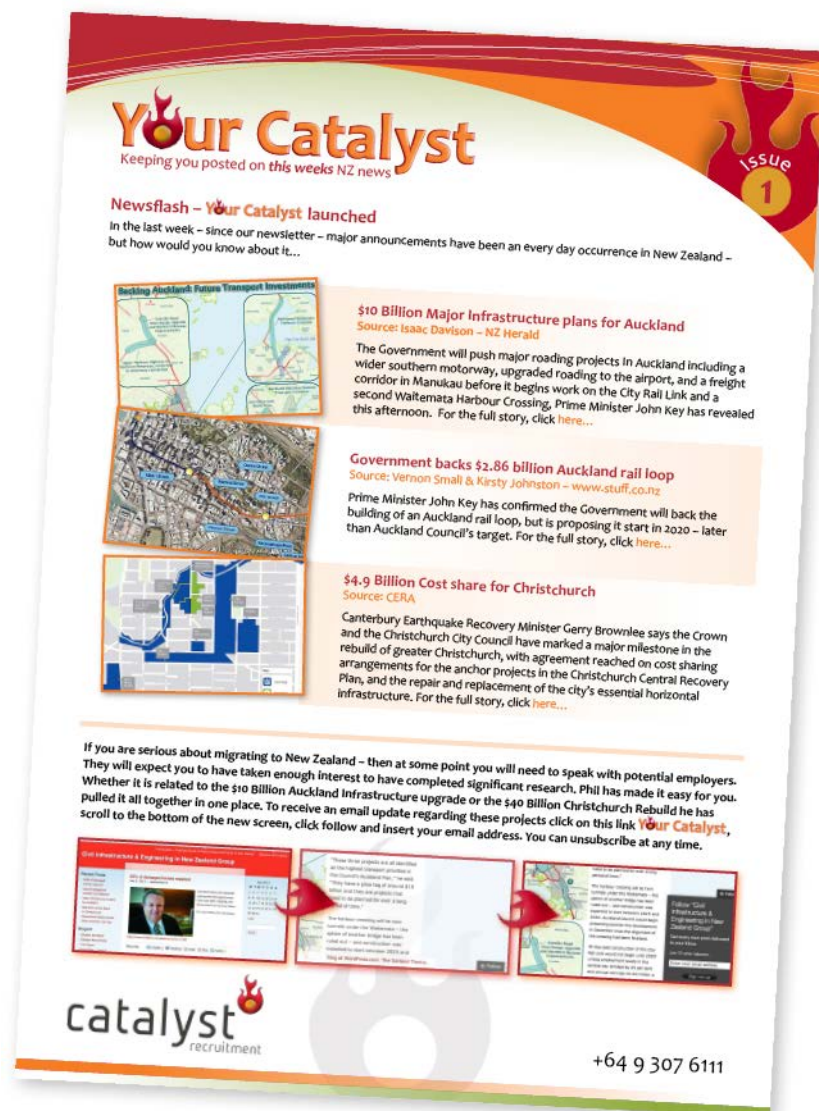 Your Catalyst
Keeping you posted on this weeks NZ news
Issue
1
Newsflash – Your Catalyst launched
In the last week – since our newsletter – major announcements have been an every day occurrence in New Zealand –
but how would you know about it...
Backing Auckland: Future Transport Investments
$10 Billion Major Infrastructure plans for Auckland
Source: Isaac Davison – NZ Herald
The Government will push major roading projects in Auckland including a
wider southern motorway, upgraded roading to the airport, and a freight
corridor in Manukau before it begins work on the City Rail Link and a
second Waitemata Harbour Crossing, Prime Minister John Key has revealed
this afternoon. For the full story, click here...
Government backs $2.86 billion Auckland rail loop
Source: Vernon Small & Kirsty Johnston – www.stuff.co.nz
Prime Minister John Key has confirmed the Government will back the
building of an Auckland rail loop, but is proposing it start in 2020 – later
than Auckland Council's target. For the full story, click here...
$4.9 Billion Cost share for Christchurch
Source: CERA
Canterbury Earthquake Recovery Minister Gerry Brownlee says the Crown
and the Christchurch City Council have marked a major milestone in the
rebuild of greater Christchurch, with agreement reached on cost sharing
arrangements for the anchor projects in the Christchurch Central Recovery
Plan, and the repair and replacement of the city's essential horizontal
infrastructure. For the full story, click here...
If you are serious about migrating to New Zealand – then at some point you will need to speak with potential employers.
They will expect you to have taken enough interest to have completed significant research. Phil has made it easy for you.
Whether it is related to the $10 Billion Auckland Infrastructure upgrade or the $40 Billion Christchurch Rebuild he has
pulled it all together in one place. To receive an email update regarding these projects click on this link Your Catalyst,
scroll to the bottom of the new screen, click follow and insert your email address. You can unsubscribe at any time.
Civil Infrastructure & Engineering in New Zealand Group
Follow "Civil
Infrastructure &
Engineering in New
Zealand Group"
catalyst
recruitment
+64 9 307 6111